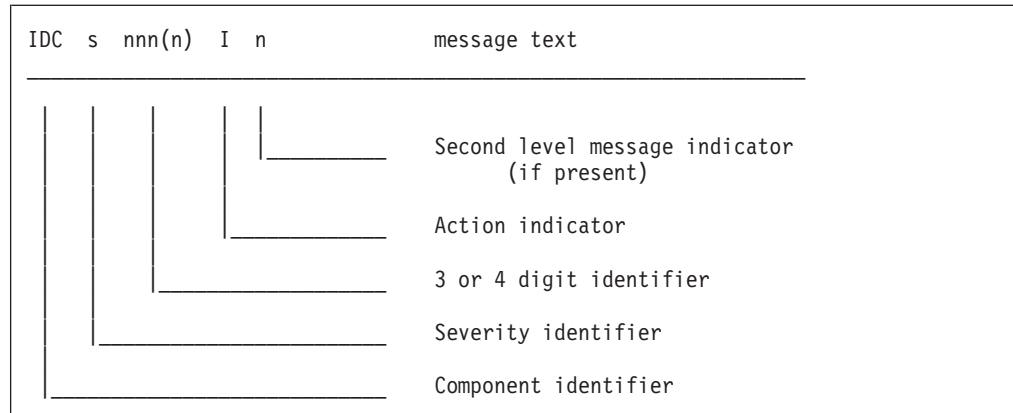 IDC s nnn(n) I n message text
Second level message indicator
(if present)
Action indicator
3 or 4 digit identifier
Severity identifier
Component identifier